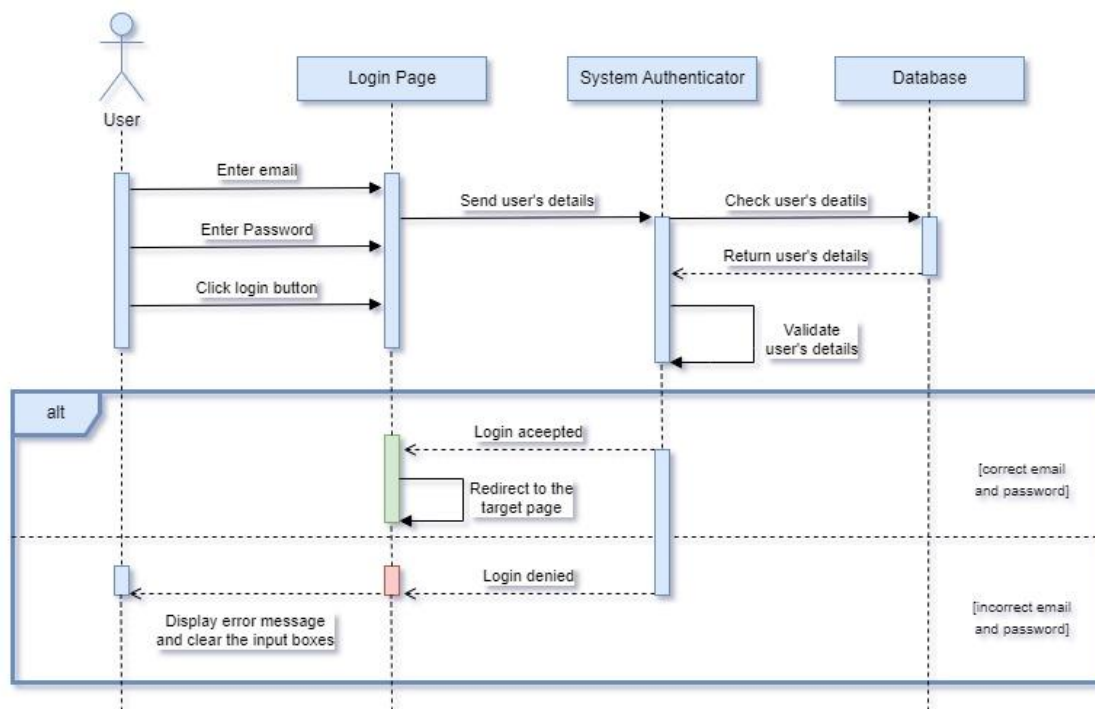 User
Login Page
System Authenticator
Database
Enter email
Send user's details
Check user's deatils
Enter Password
Return user's details
Click login button
Validate
user's details
alt
Login aceepted
[correct email
and password]
Redirect to the
target page
Login denied
Display error message
and clear the input boxes
[incorrect email
and password]